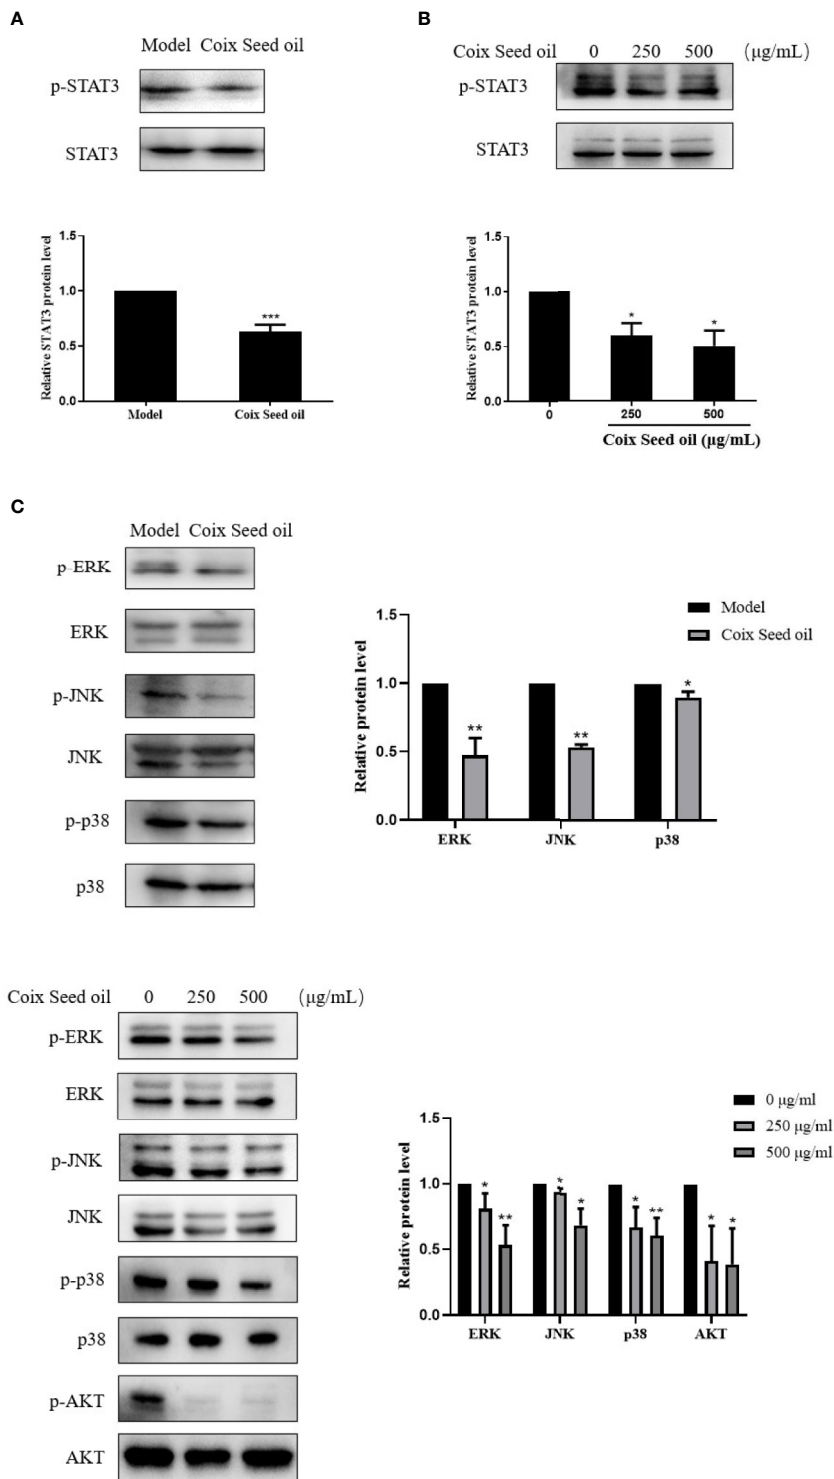 A
Model Coix Seed oil
p-STAT3
STAT3
Relative STAT3 protein level
1.5
1.0
0.5
0.0
***
Model Coix Seed oil
B
Coix Seed oil 0 250 500 (μg/mL)
p-STAT3
STAT3
Relative STAT3 protein level
1.5
1.0
0.5
0.0
* *
0 250 500
Coix Seed oil (μg/mL)
C
Model Coix Seed oil
p-ERK
ERK
p-JNK
JNK
p-p38
p38
Relative protein level
1.5
1.0
0.5
0.0
Model
Coix Seed oil
** ** *
ERK JNK p38
Coix Seed oil 0 250 500 (μg/mL)
p-ERK
ERK
p-JNK
JNK
p-p38
p38
p-AKT
AKT
Relative protein level
1.5
1.0
0.5
0.0
0 μg/ml
250 μg/ml
500 μg/ml
* ** * * * ** * *
ERK JNK p38 AKT